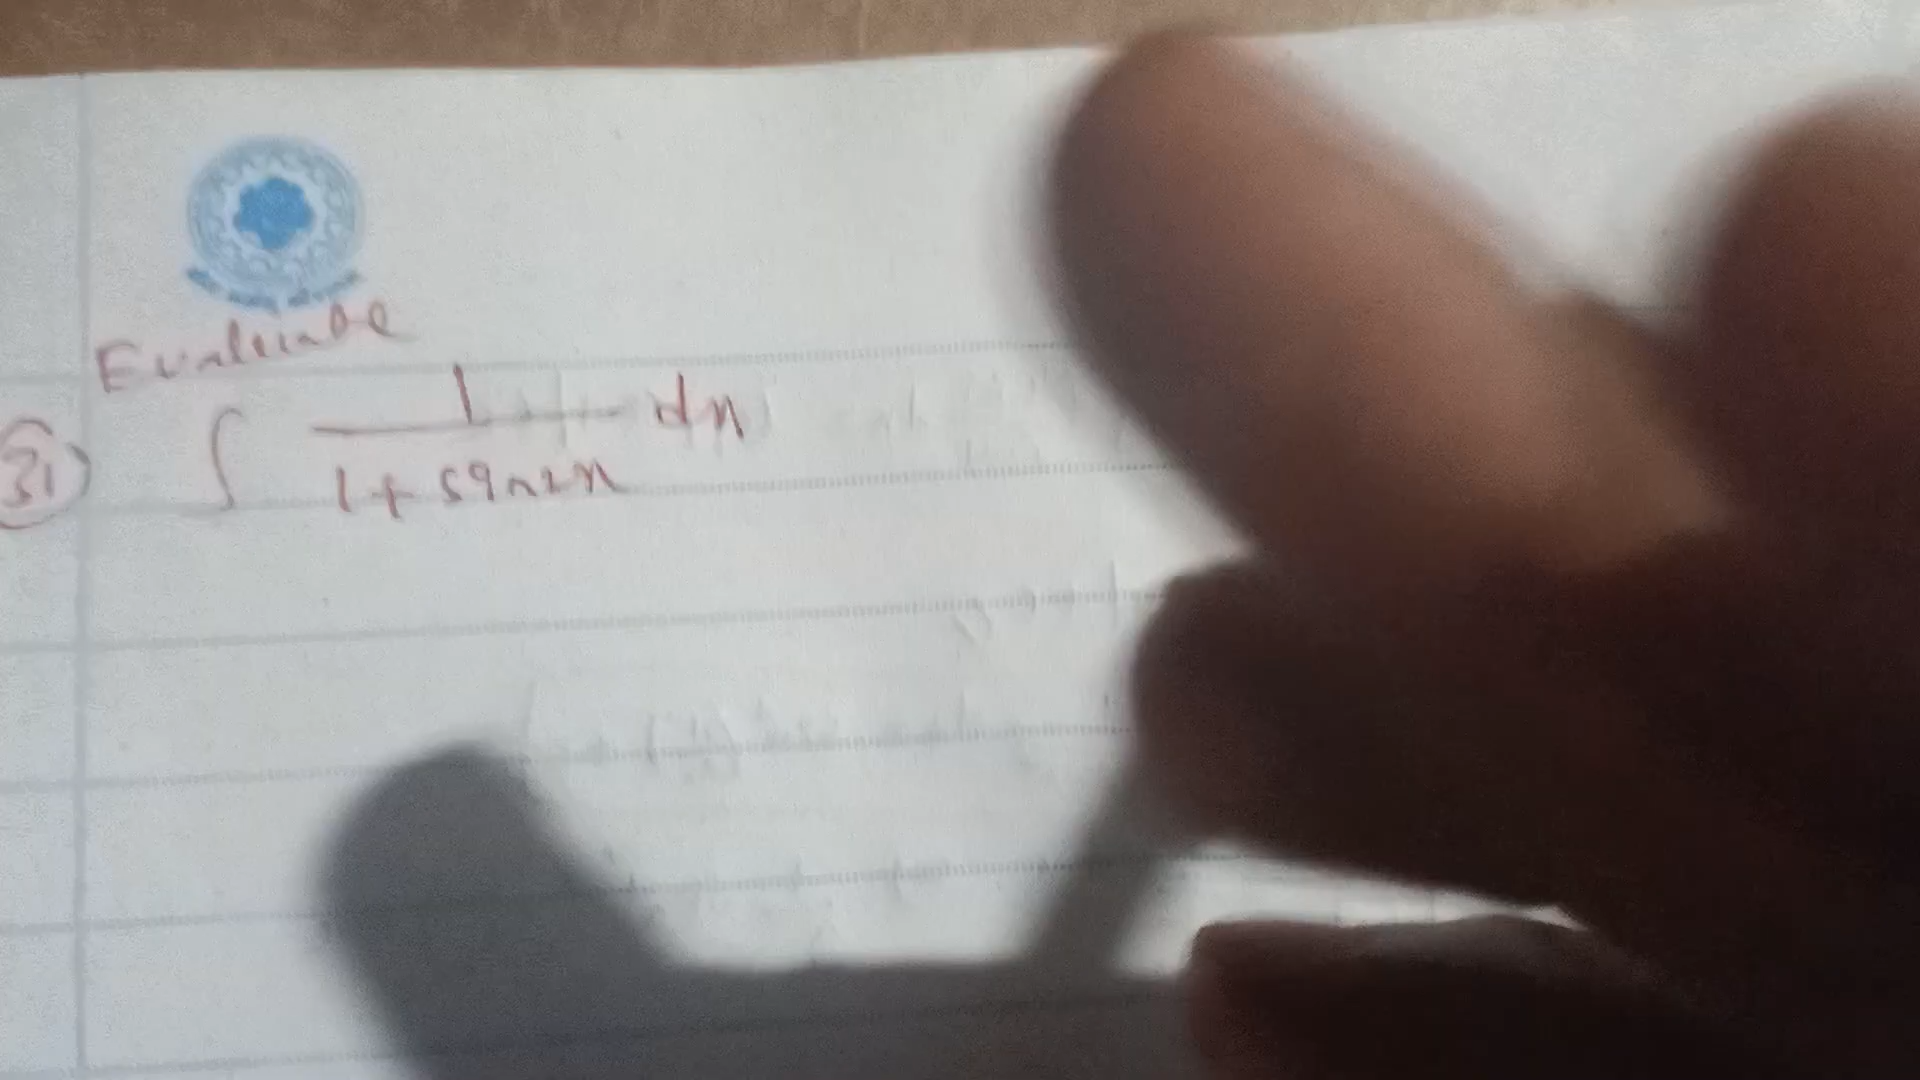 Evaluate
31) ∫ 1/(1 + sin2x) dx